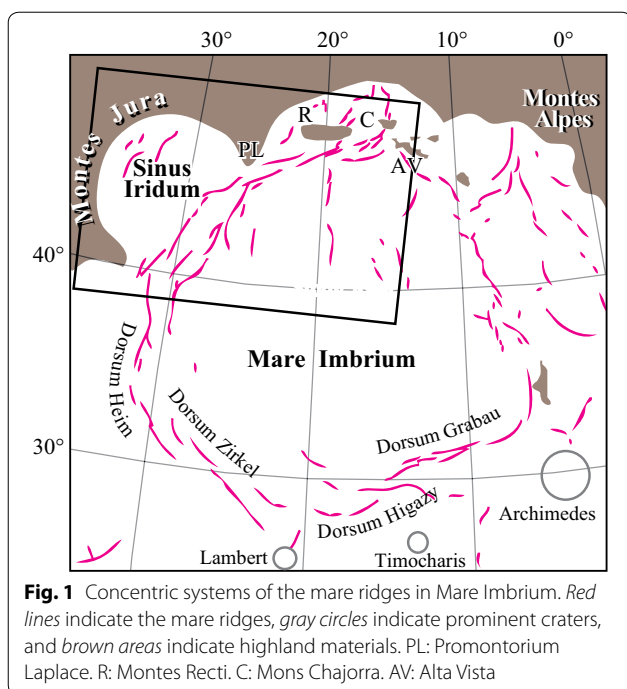 30° 20° 10° 0°
Montes Jura
Montes
Alpes
R
C
PL
AV
Sinus
Iridum
40°
Mare Imbrium
Dorsum Heim
Dorsum Zirkel
Dorsum Grabau
30°
Dorsum Higazy
Archimedes
Lambert
Timocharis
Fig. 1 Concentric systems of the mare ridges in Mare Imbrium. Red
lines indicate the mare ridges, gray circles indicate prominent craters,
and brown areas indicate highland materials. PL: Promontorium
Laplace. R: Montes Recti. C: Mons Chajorra. AV: Alta Vista